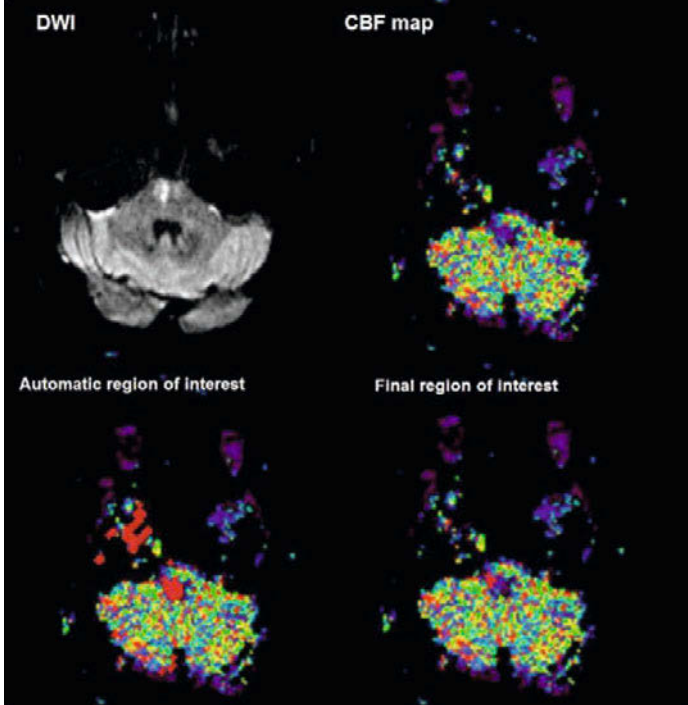 DWI
CBF map
Automatic region of interest
Final region of interest